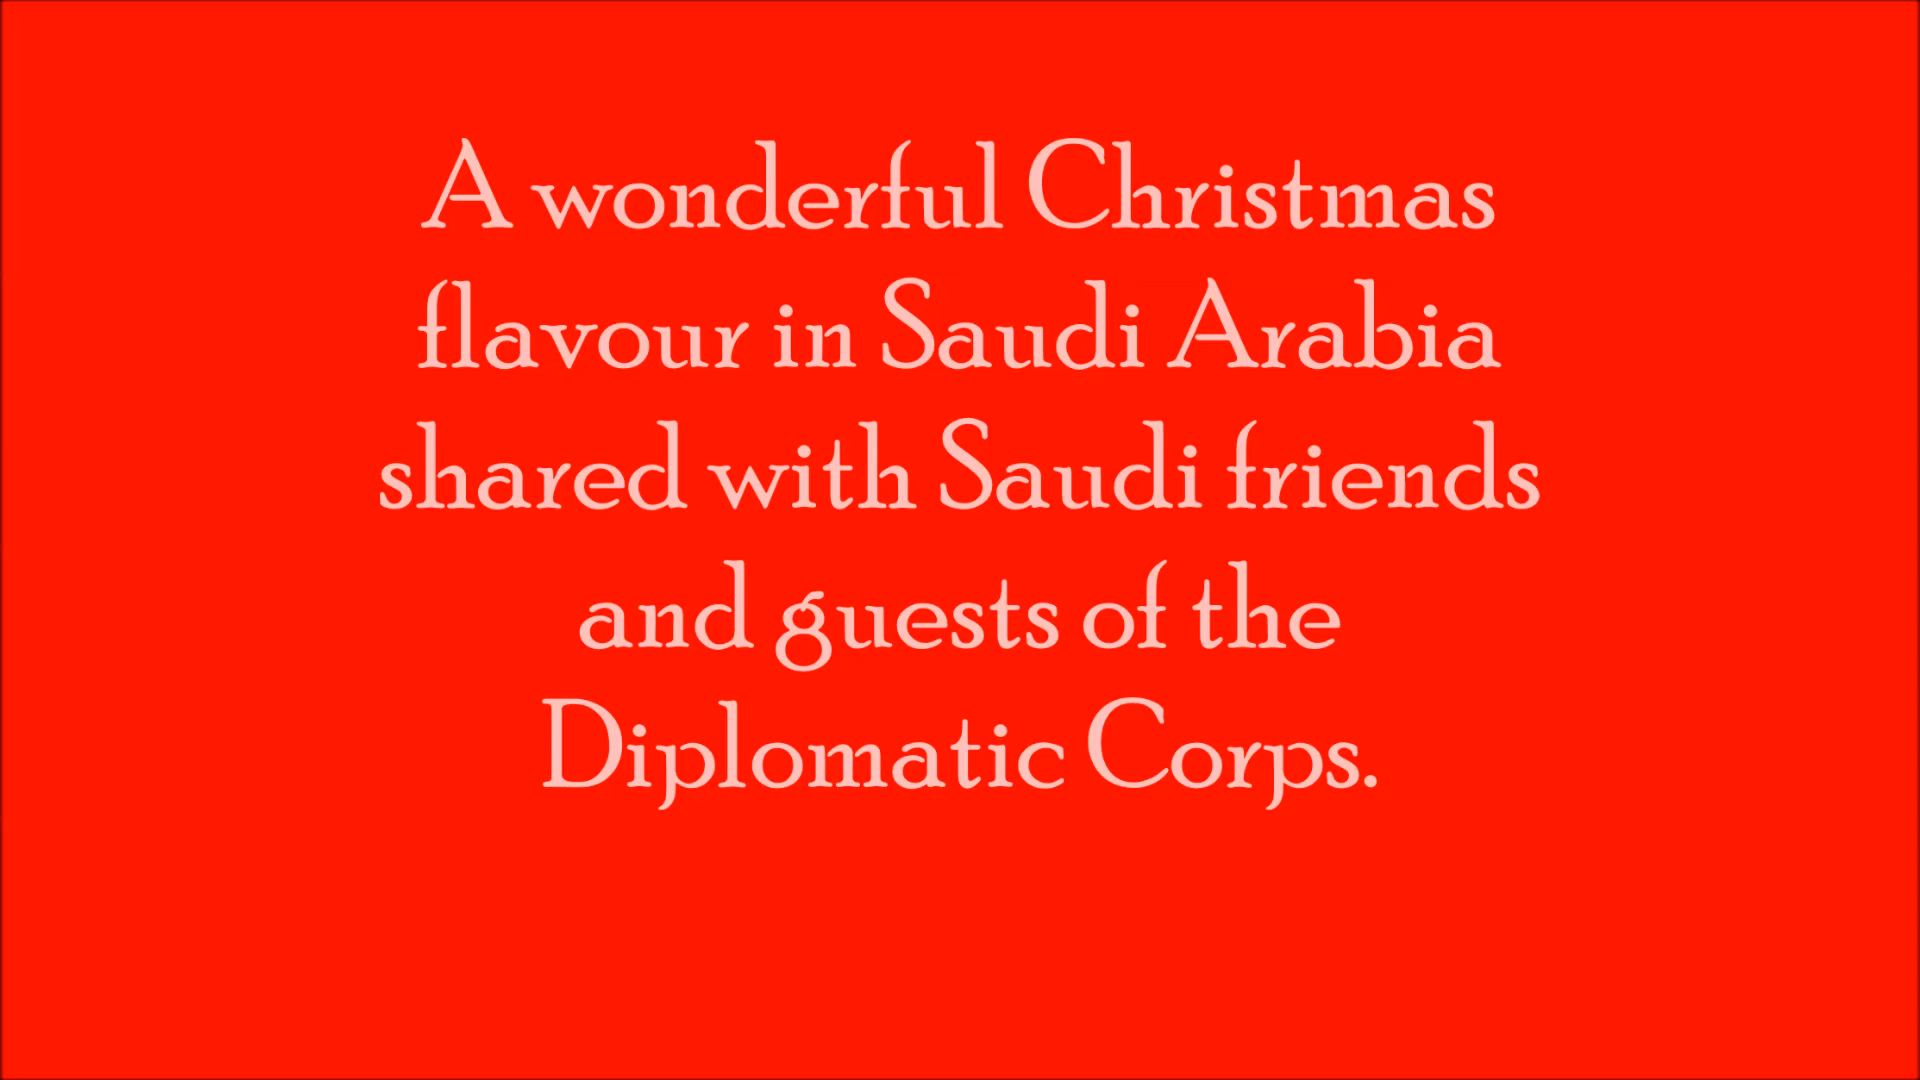 A wonderful Christmas
flavour in Saudi Arabia
shared with Saudi friends
and guests of the
Diplomatic Corps.